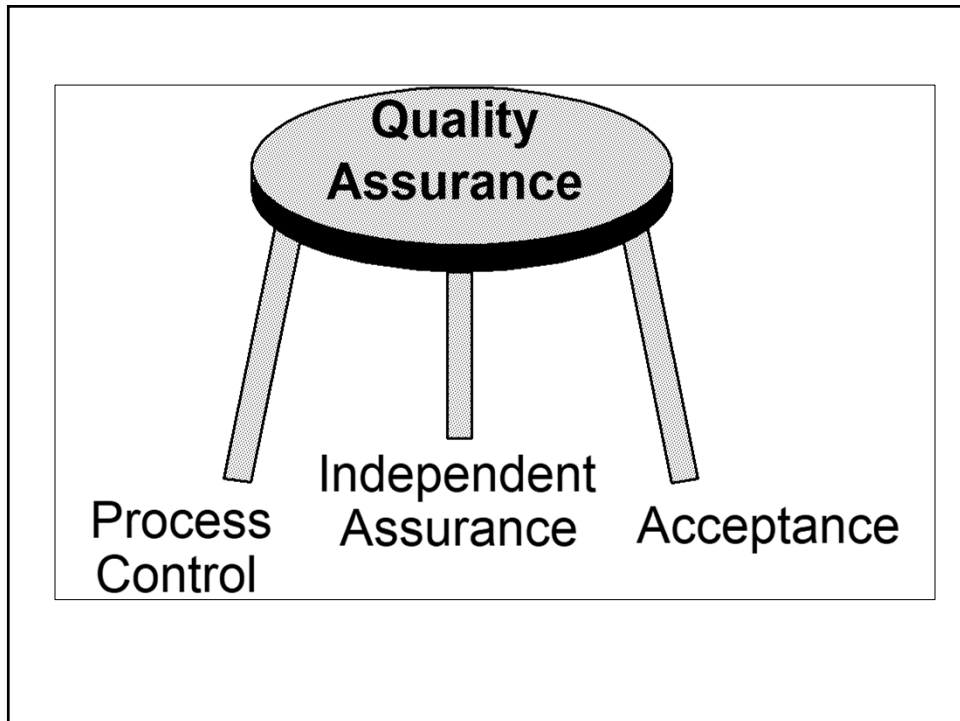 Quality
Assurance
Process
Control
Independent
Assurance
Acceptance